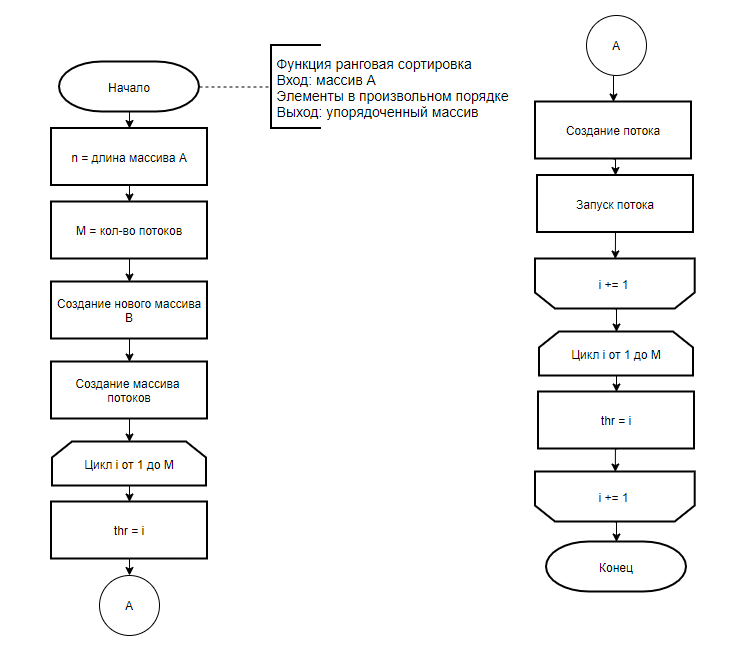 Начало
Функция ранговая сортировка
Вход: массив А
Элементы в произвольном порядке
Выход: упорядоченный массив
n = длина массива А
M = кол-во потоков
Создание нового массива
В
Создание массива
потоков
Цикл i от 1 до М
thr = i
А
А
Создание потока
Запуск потока
i += 1
Цикл i от 1 до М
thr = i
i += 1
Конец